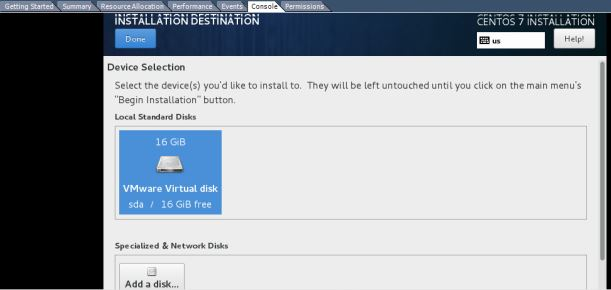 Getting Started Summary Resource Allocation Performance Events Console Permissions
INSTALLATION DESTINATION
CENTOS 7 INSTALLATION
Done
us
Help!
Device Selection
Select the device(s) you'd like to install to. They will be left untouched until you click on the main menu's
"Begin Installation" button.
Local Standard Disks
16 GiB
VMware Virtual disk
sda / 16 GiB free
Specialized & Network Disks
Add a disk...